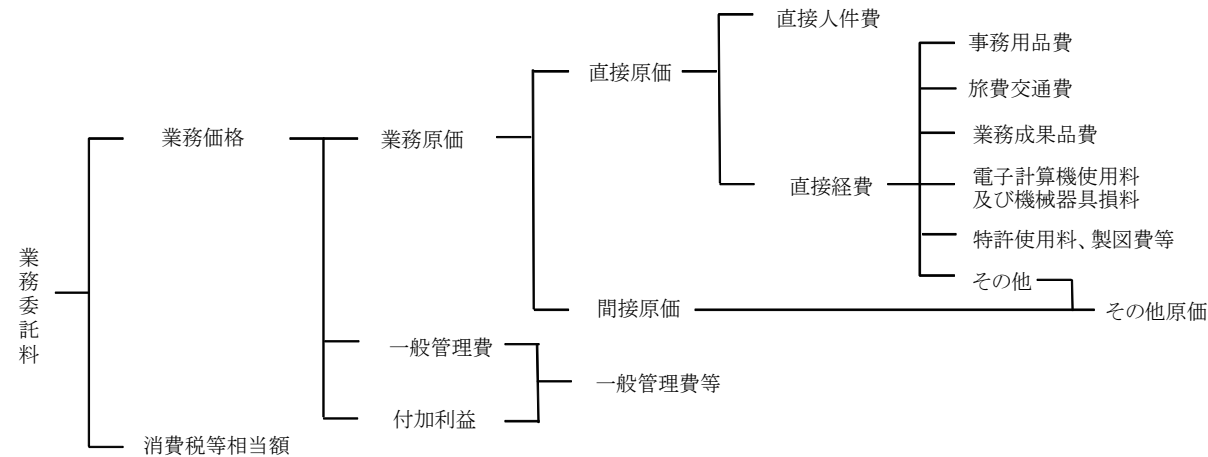 業務委託料
業務価格
消費税等相当額
業務原価
一般管理費
付加利益
一般管理費等
直接原価
間接原価
直接人件費
直接経費
事務用品費
旅費交通費
業務成果品費
電子計算機使用料
及び機械器具損料
特許使用料、製図費等
その他
その他原価